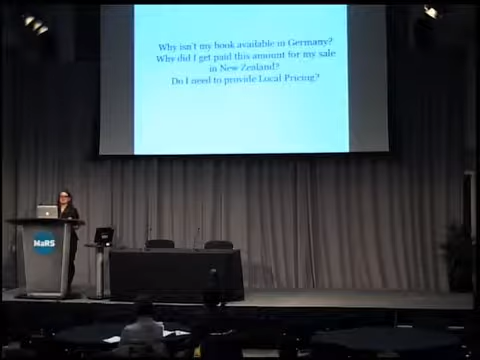 Why isn't my book available in Germany?
Why did I get paid this amount for my sale
in New Zealand?
Do I need to provide Local Pricing?
MaRS